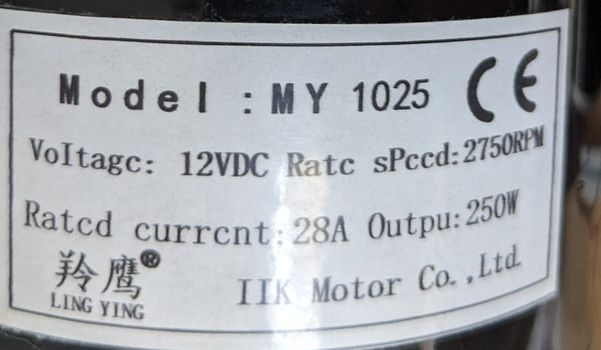 Model : MY 1025 CE
VoItagc: 12VDC Ratc sPccd:2750RPM
Ratcd currcnt:28A Outpu:250W
羚鹰®
LING YING
IIK Motor Co.,Ltd.